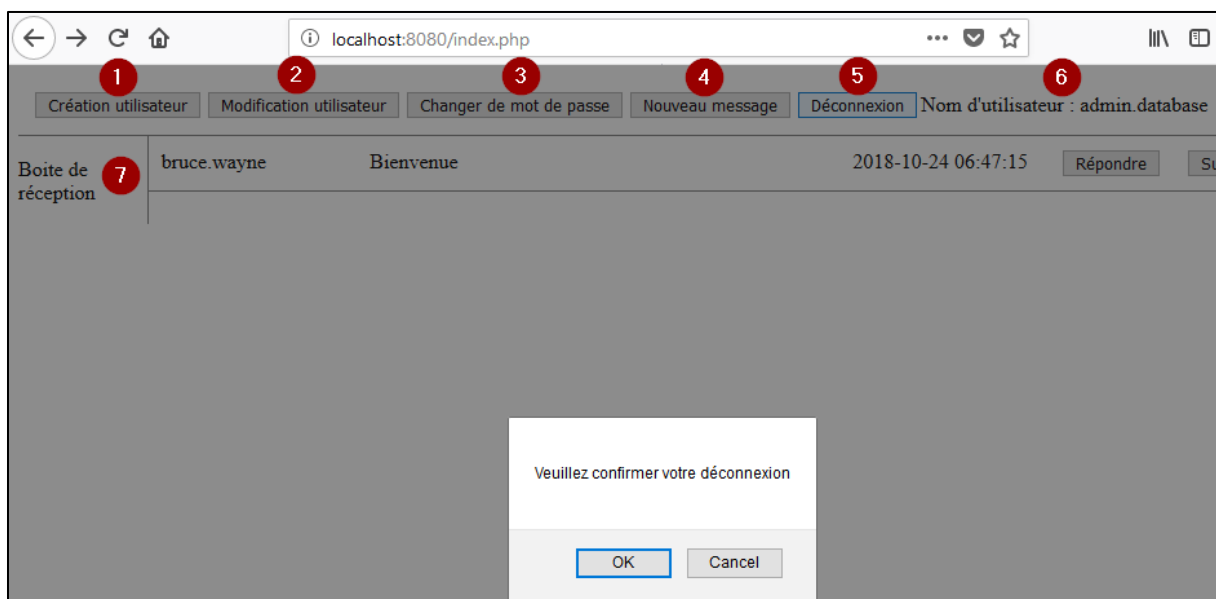 localhost:8080/index.php
1 2 3 4 5 6
Création utilisateur Modification utilisateur Changer de mot de passe Nouveau message Déconnexion Nom d'utilisateur : admin.database
Boite de réception 7
bruce.wayne Bienvenue 2018-10-24 06:47:15 Répondre Su
Veuillez confirmer votre déconnexion
OK Cancel